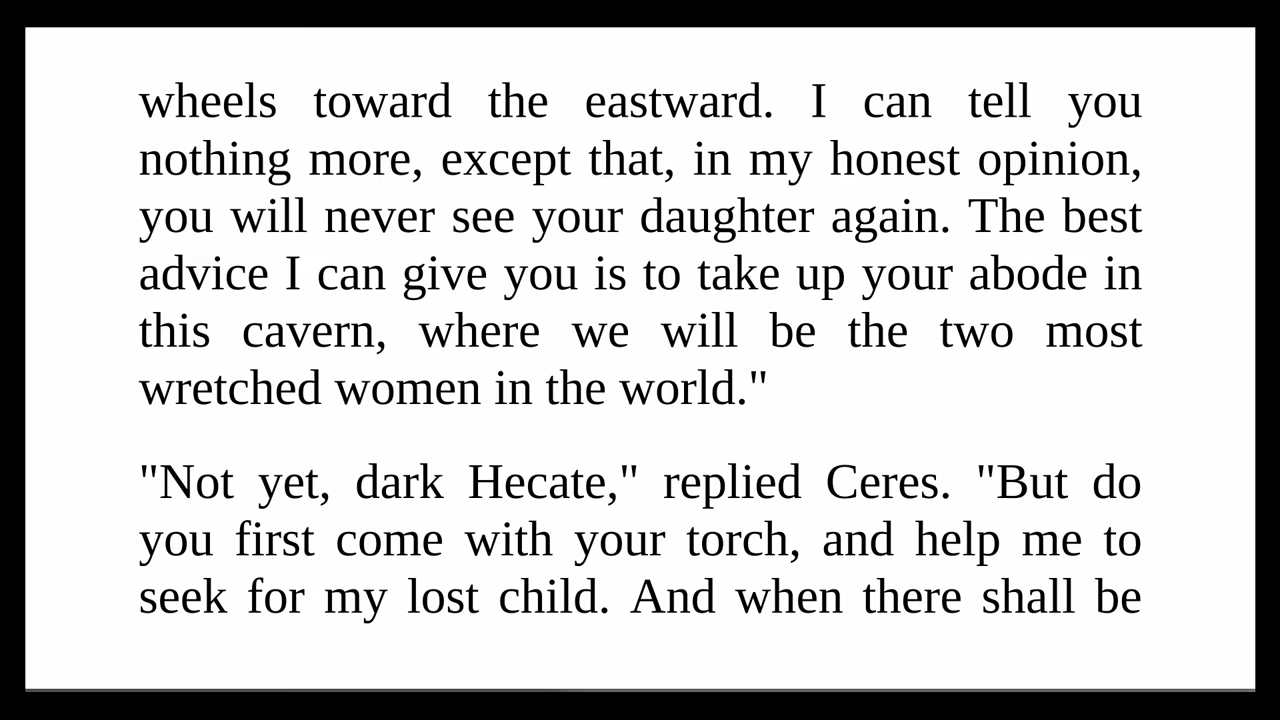 wheels toward the eastward. I can tell you
nothing more, except that, in my honest opinion,
you will never see your daughter again. The best
advice I can give you is to take up your abode in
this cavern, where we will be the two most
wretched women in the world."
"Not yet, dark Hecate," replied Ceres. "But do
you first come with your torch, and help me to
seek for my lost child. And when there shall be